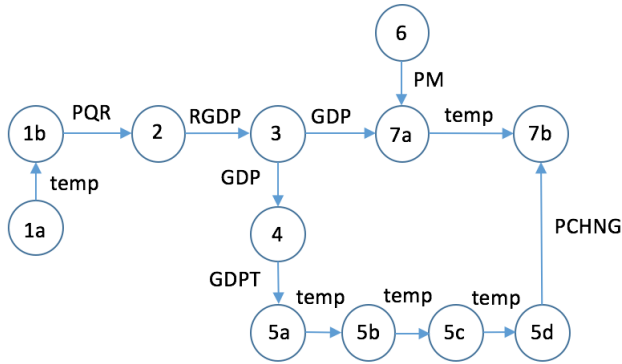 6
PM
PQR
RGDP
GDP
temp
1b
2
3
7a
7b
temp
GDP
1a
4
PCHNG
GDPT
temp
temp
temp
5a
5b
5c
5d